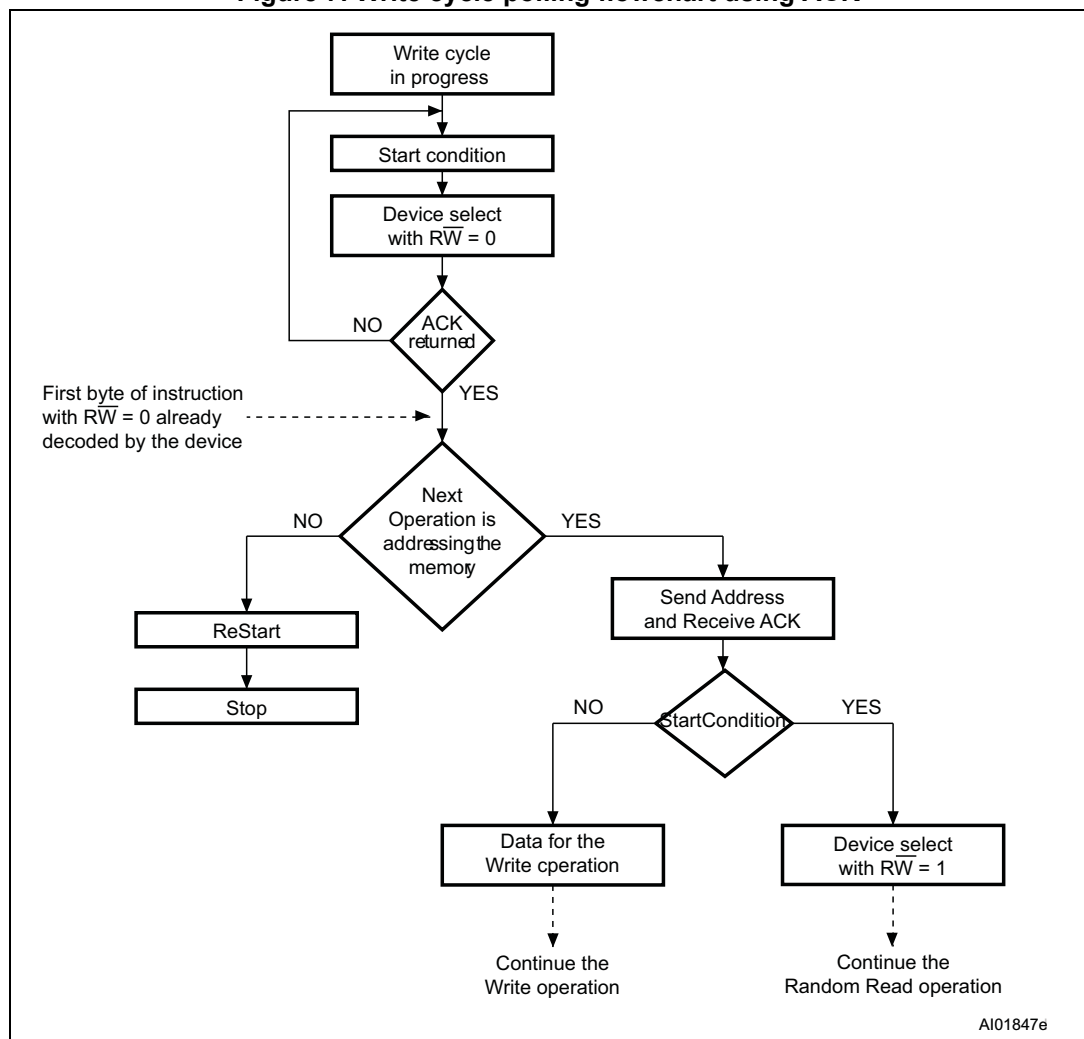 Write cycle
in progress
Start condition
Device select
with RW̅ = 0
NO
ACK
returned
YES
First byte of instruction
with RW̅ = 0 already
decoded by the device
NO
Next
Operation is
addressing the
memory
YES
Send Address
and Receive ACK
ReStart
Stop
NO
StartCondition
YES
Data for the
Write cperation
Device select
with RW̅ = 1
Continue the
Write operation
Continue the
Random Read operation
AI01847e